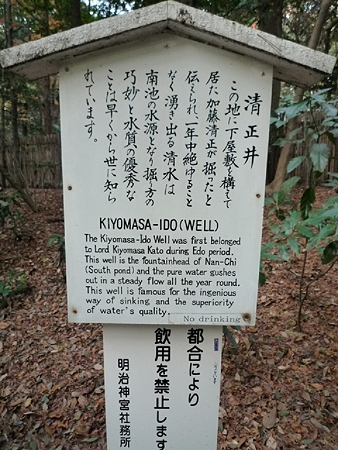 清正井
この地に下屋敷を構えて
居た加藤清正が掘ったと
伝えられ、一年中絶ゆること
なく湧き出る清水は
南池の水源となり掘り方の
巧妙と水質の優秀な
ことは早くから世に知ら
れています。
KIYOMASA-IDO (WELL)
The Kiyomasa-Ido Well was first belonged
to Lord Kiyomasa Kato during Edo period.
This well is the fountainhead of Nan-Chi
(South pond) and the pure water gushes
out in a steady flow all the year round.
This well is famous for the ingenious
way of sinking and the superiority
of water's quality.
No drinking
都合により
飲用を禁止します
明治神宮社務所